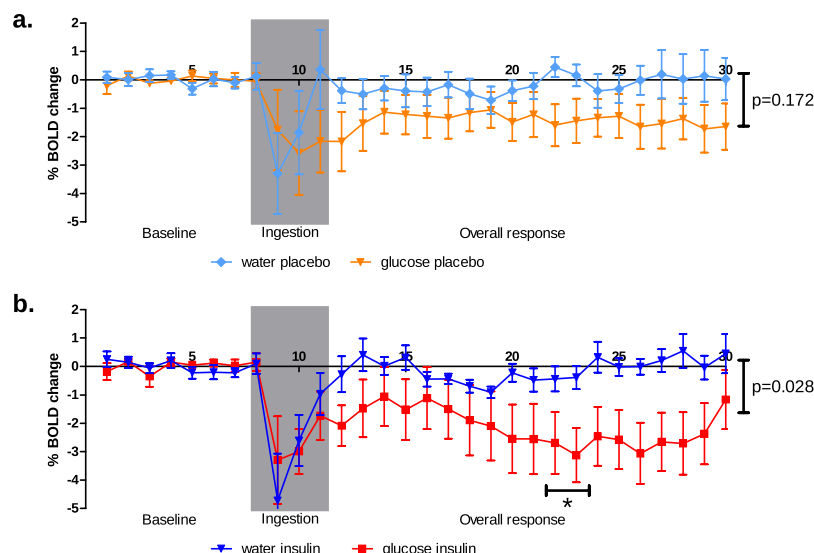 a.
% BOLD change
2
1
0
-1
-2
-3
-4
-5
5 10 15 20 25 30
p=0.172
Baseline Ingestion Overall response
water placebo glucose placebo
b.
% BOLD change
2
1
0
-1
-2
-3
-4
-5
5 10 15 20 25 30
p=0.028
*
Baseline Ingestion Overall response
water insulin glucose insulin